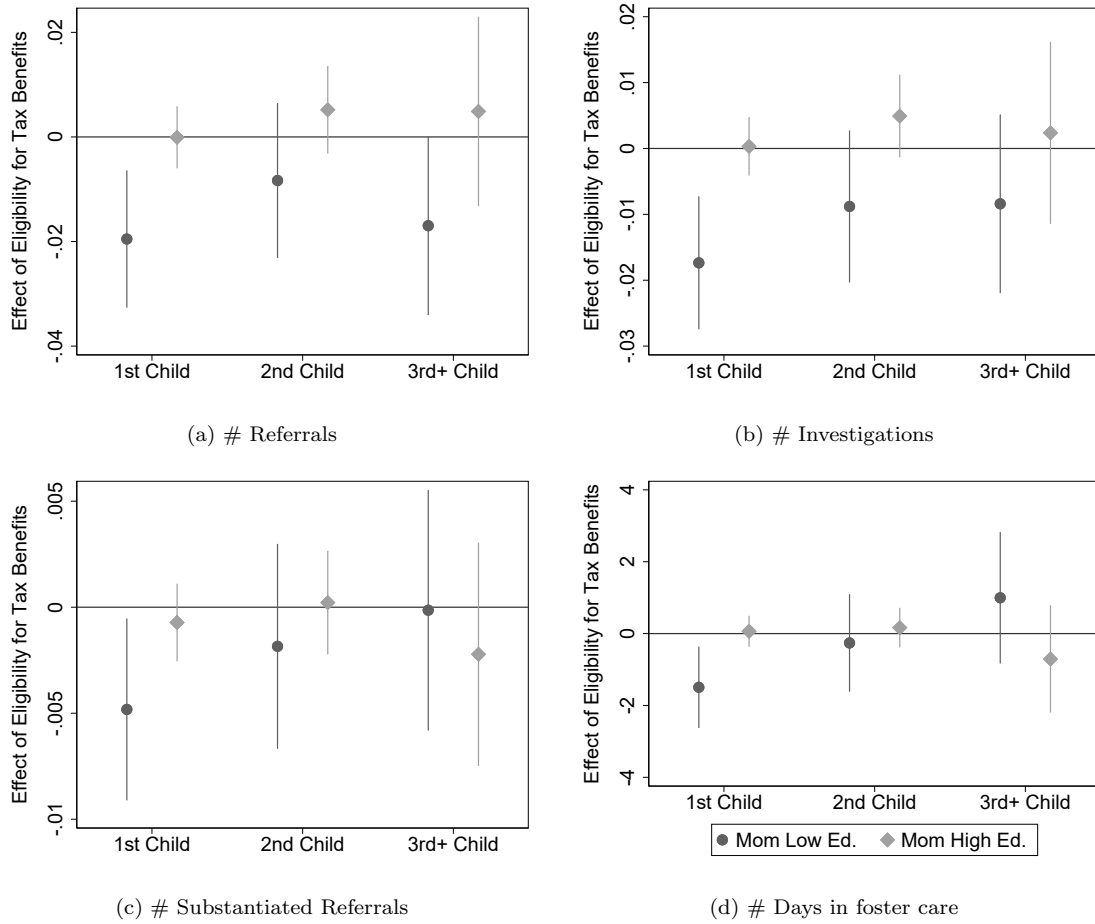 Effect of Eligibility for Tax Benefits
.02
0
-.02
-.04
1st Child 2nd Child 3rd+ Child
(a) # Referrals
Effect of Eligibility for Tax Benefits
.02
.01
0
-.01
-.02
-.03
1st Child 2nd Child 3rd+ Child
(b) # Investigations
Effect of Eligibility for Tax Benefits
.005
0
-.005
-.01
1st Child 2nd Child 3rd+ Child
(c) # Substantiated Referrals
Effect of Eligibility for Tax Benefits
4
2
0
-2
-4
1st Child 2nd Child 3rd+ Child
Mom Low Ed. Mom High Ed.
(d) # Days in foster care